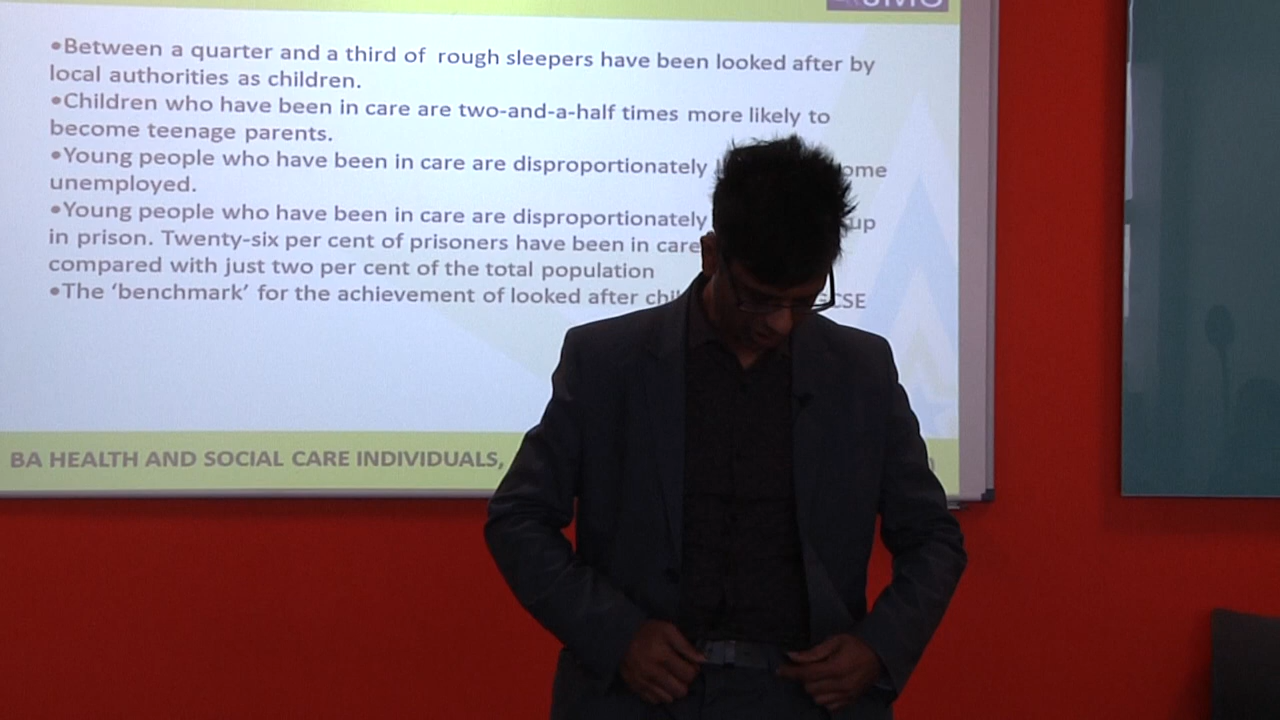 •Between a quarter and a third of rough sleepers have been looked after by
local authorities as children.
•Children who have been in care are two-and-a-half times more likely to
become teenage parents.
•Young people who have been in care are disproportionately ome
unemployed.
•Young people who have been in care are disproportionately up
in prison. Twenty-six per cent of prisoners have been in care
compared with just two per cent of the total population
•The ‘benchmark’ for the achievement of looked after chi GCSE
BA HEALTH AND SOCIAL CARE INDIVIDUALS,